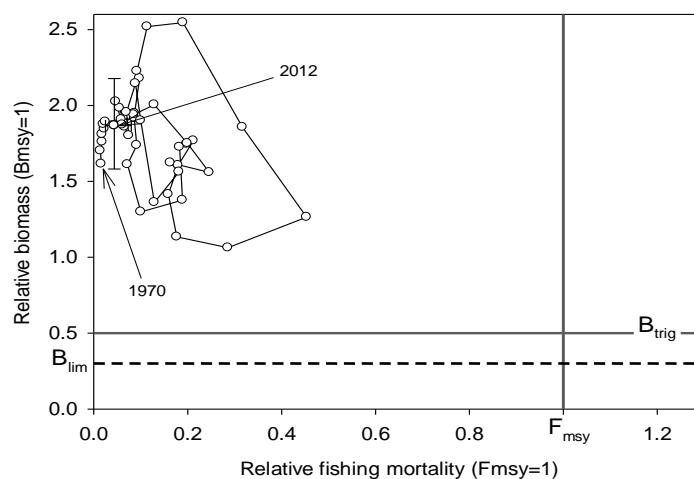 2.5
2.0
1.5
1.0
0.5
0.0
Relative biomass (Bmsy=1)
2012
1970
Btrig
Blim
0.0 0.2 0.4 0.6 0.8 Fmsy 1.2
Relative fishing mortality (Fmsy=1)